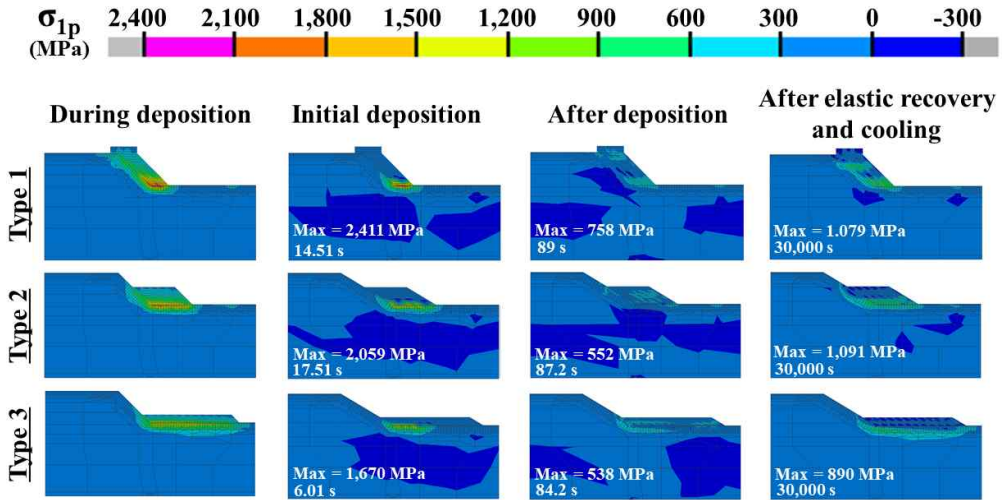 σ1p 2,400 2,100 1,800 1,500 1,200 900 600 300 0 -300
(MPa)
During deposition Initial deposition After deposition After elastic recovery
and cooling
Type 1
Max = 2,411 MPa
14.51 s
Max = 758 MPa
89 s
Max = 1.079 MPa
30,000 s
Type 2
Max = 2,059 MPa
17.51 s
Max = 552 MPa
87.2 s
Max = 1,091 MPa
30,000 s
Type 3
Max = 1,670 MPa
6.01 s
Max = 538 MPa
84.2 s
Max = 890 MPa
30,000 s